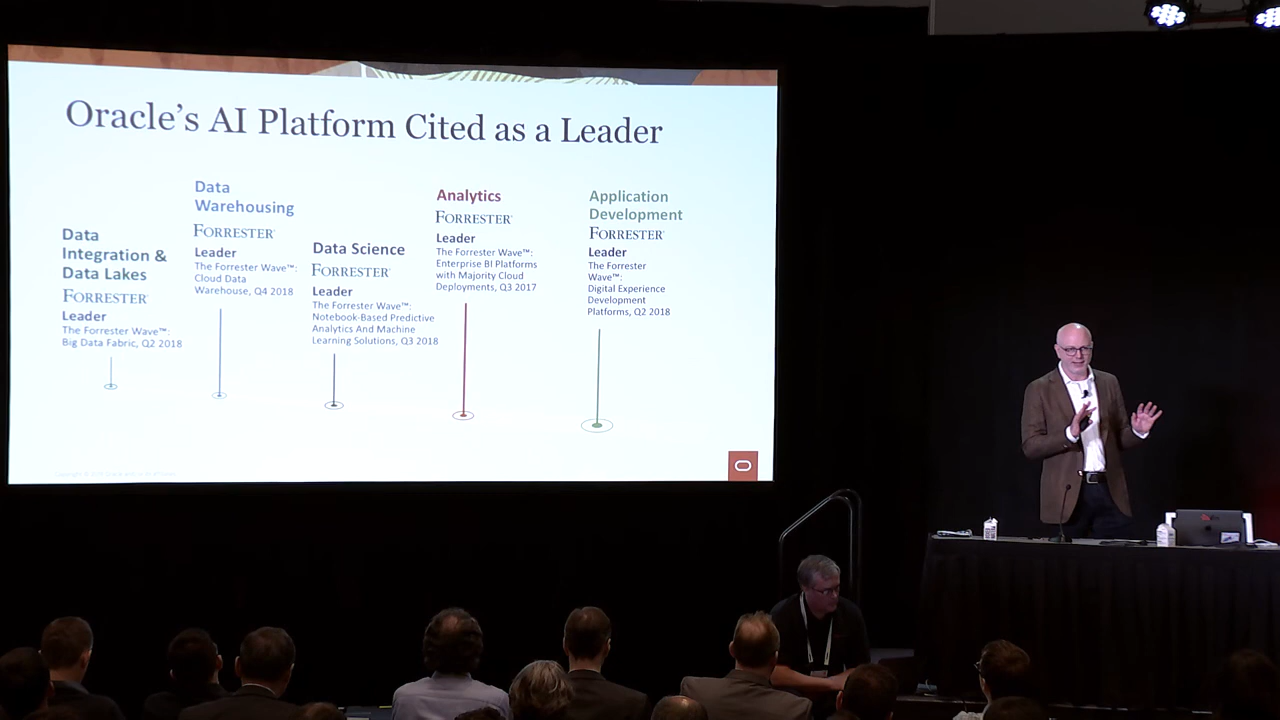 Oracle's AI Platform Cited as a Leader
Data
Integration &
Data Lakes
FORRESTER
Leader
The Forrester Wave™:
Big Data Fabric, Q2 2018
Data
Warehousing
FORRESTER
Leader
The Forrester Wave™:
Cloud Data
Warehouse, Q4 2018
Data Science
FORRESTER
Leader
The Forrester Wave™:
Notebook-Based Predictive
Analytics And Machine
Learning Solutions, Q3 2018
Analytics
FORRESTER
Leader
The Forrester Wave™:
Enterprise BI Platforms
with Majority Cloud
Deployments, Q3 2017
Application
Development
FORRESTER
Leader
The Forrester
Wave™:
Digital Experience
Development
Platforms, Q2 2018